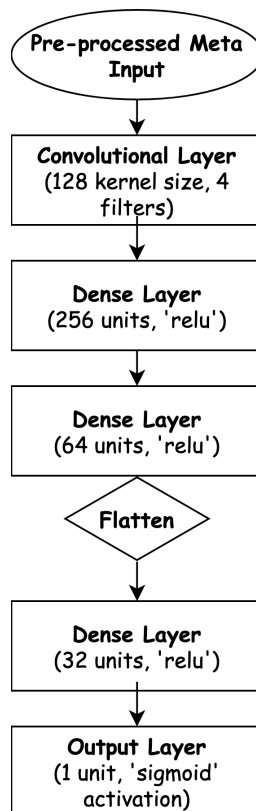 Pre-processed Meta
Input
Convolutional Layer
(128 kernel size, 4
filters)
Dense Layer
(256 units, 'relu')
Dense Layer
(64 units, 'relu')
Flatten
Dense Layer
(32 units, 'relu')
Output Layer
(1 unit, 'sigmoid'
activation)